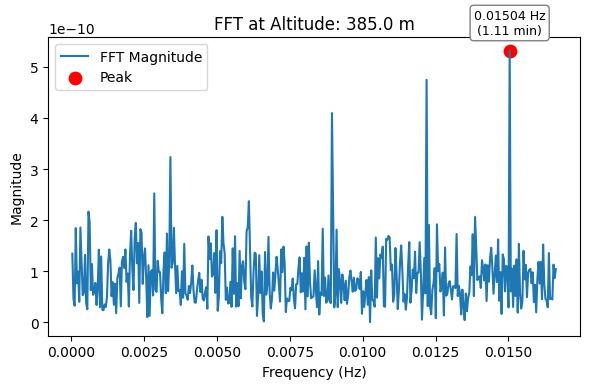 FFT at Altitude: 385.0 m
1e−10
0.01504 Hz
(1.11 min)
FFT Magnitude
Peak
5
4
3
2
1
0
Magnitude
0.0000
0.0025
0.0050
0.0075
0.0100
0.0125
0.0150
Frequency (Hz)